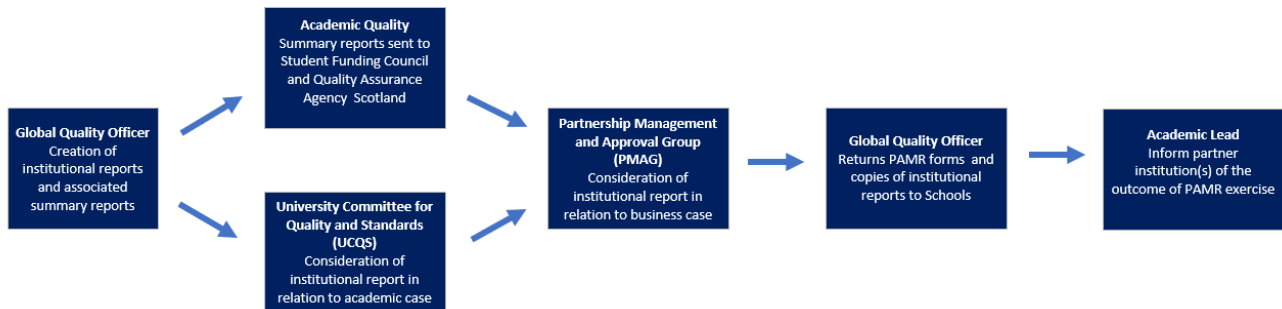 Global Quality Officer
Creation of
institutional reports
and associated
summary reports
Academic Quality
Summary reports sent to
Student Funding Council
and Quality Assurance
Agency Scotland
University Committee for
Quality and Standards
(UCQS)
Consideration of
institutional report in
relation to academic case
Partnership Management
and Approval Group
(PMAG)
Consideration of
institutional report in
relation to business case
Global Quality Officer
Returns PAMR forms and
copies of institutional
reports to Schools
Academic Lead
Inform partner
institution(s) of the
outcome of PAMR exercise